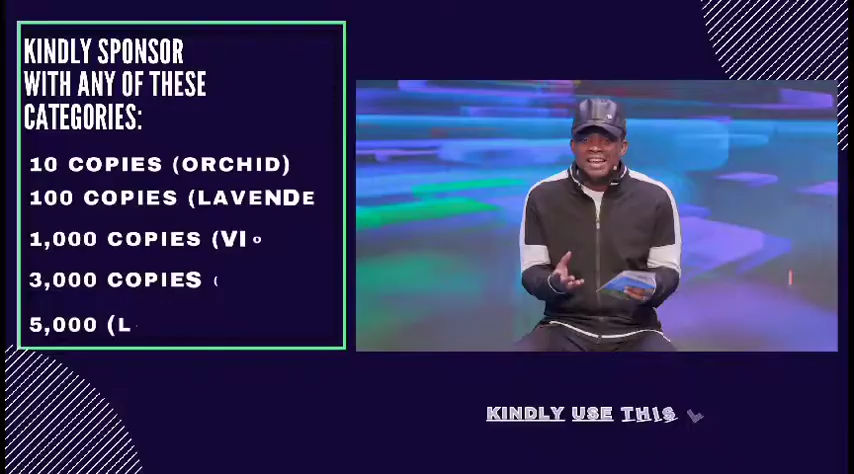 KINDLY SPONSOR
WITH ANY OF THESE
CATEGORIES:
10 COPIES (ORCHID)
100 COPIES (LAVENDE
1,000 COPIES (VIO
3,000 COPIES (
5,000 (L
KINDLY USE THIS L